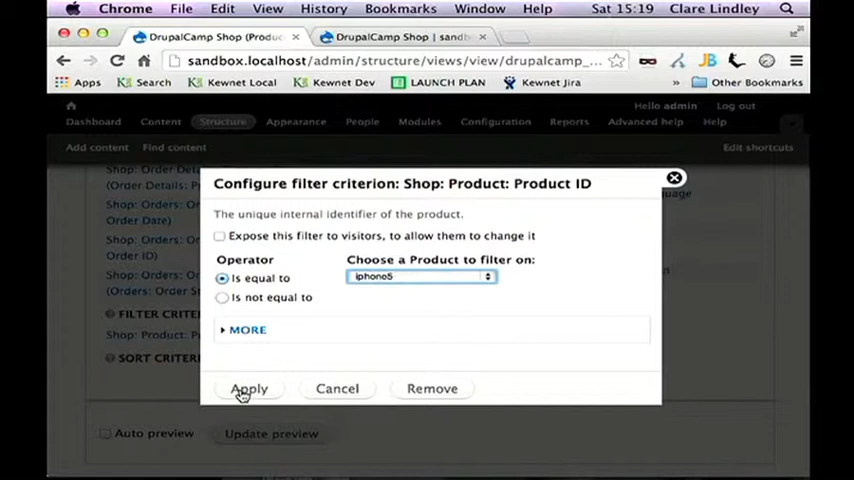 Chrome File Edit View History Bookmarks Window Help Sat 15:19 Clare Lindley
DrupalCamp Shop (Produc × DrupalCamp Shop | sandb ×
sandbox.localhost/admin/structure/views/view/drupalcamp_...
Apps Search Kewnet Local Kewnet Dev LAUNCH PLAN Kewnet Jira » Other Bookmarks
Hello admin Log out
Dashboard Content Structure Appearance People Modules Configuration Reports Advanced help Help
Add content Find content Edit shortcuts
Shop: Order Deta
(Order Details: P
Shop: Orders:
Order Date)
Shop: Orders:
Order ID)
Shop: Orders:
(Orders: Order S
FILTER CRITERI
Shop: Product: P
SORT CRITER
Configure filter criterion: Shop: Product: Product ID
The unique internal identifier of the product.
Expose this filter to visitors, to allow them to change it
Operator
Is equal to
Is not equal to
Choose a Product to filter on:
iphone5
MORE
Apply Cancel Remove
Auto preview Update preview